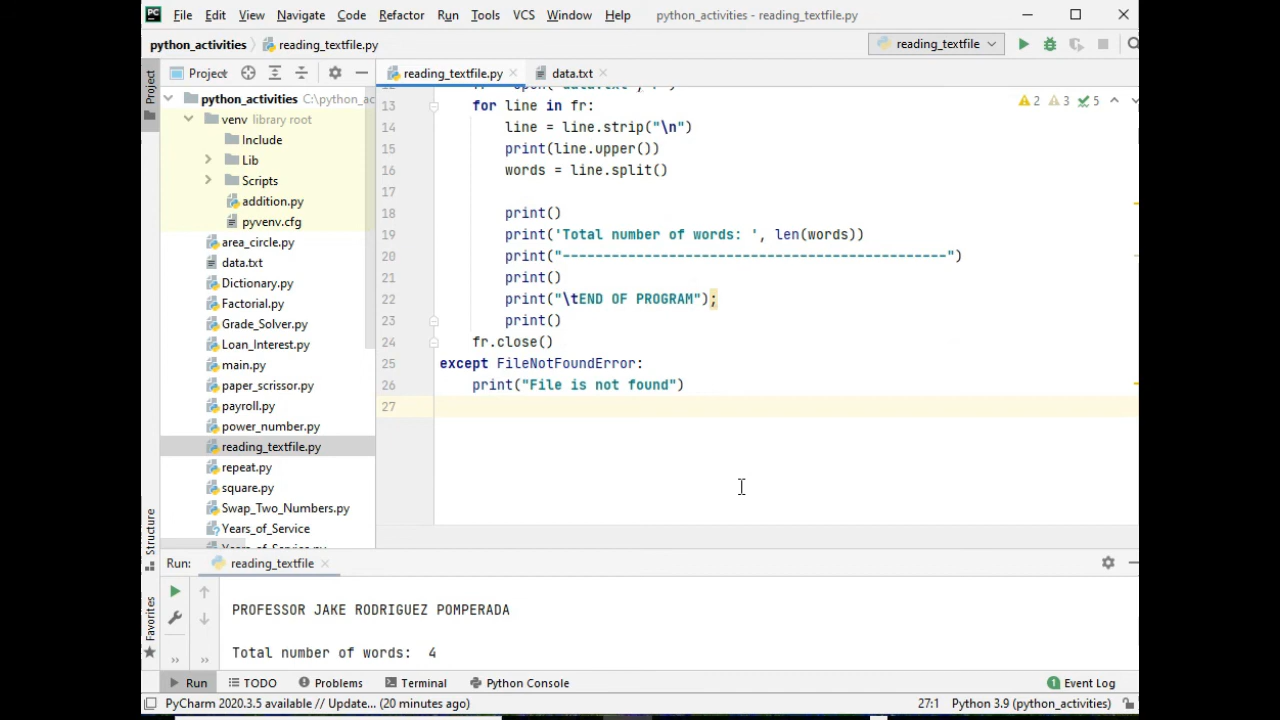 PC File Edit View Navigate Code Refactor Run Tools VCS Window Help python_activities - reading_textfile.py
python_activities reading_textfile.py reading_textfile
Project Project reading_textfile.py data.txt
python_activities C:\python_ac
venv library root
Include
Lib
Scripts
addition.py
pyvenv.cfg
area_circle.py
data.txt
Dictionary.py
Factorial.py
Grade_Solver.py
Loan_Interest.py
main.py
paper_scrissor.py
payroll.py
power_number.py
reading_textfile.py
repeat.py
square.py
Swap_Two_Numbers.py
Years_of_Service
Years_of_Service.py
2 3 5
13 for line in fr:
14 line = line.strip("\n")
15 print(line.upper())
16 words = line.split()
17
18 print()
19 print('Total number of words: ', len(words))
20 print("-----------------------------------------------")
21 print()
22 print("\tEND OF PROGRAM");
23 print()
24 fr.close()
25 except FileNotFoundError:
26 print("File is not found")
27
Structure
Favorites
Run: reading_textfile
PROFESSOR JAKE RODRIGUEZ POMPERADA
Total number of words:  4
Run TODO Problems Terminal Python Console 1 Event Log
PyCharm 2020.3.5 available // Update... (20 minutes ago) 27:1 Python 3.9 (python_activities)